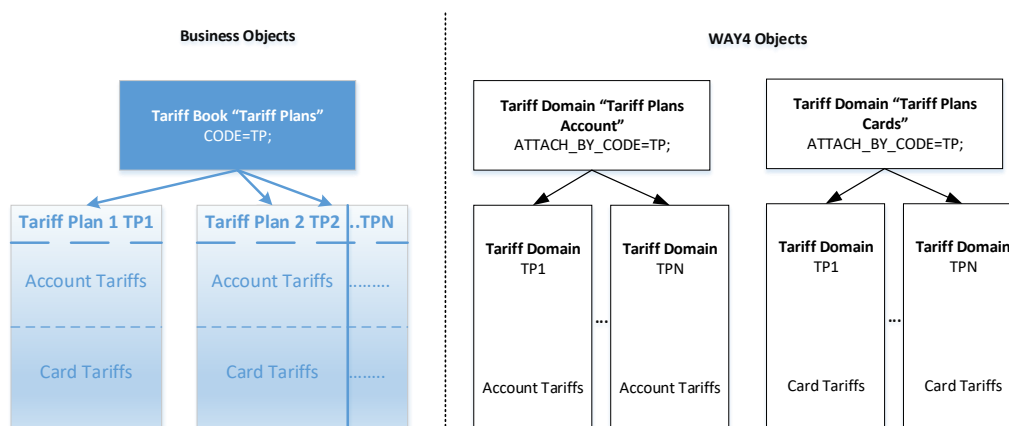 Business Objects
WAY4 Objects
Tariff Book “Tariff Plans”
CODE=TP;
Tariff Domain “Tariff Plans
Account”
ATTACH_BY_CODE=TP;
Tariff Domain “Tariff Plans
Cards”
ATTACH_BY_CODE=TP;
Tariff Plan 1 TP1
Tariff Plan 2 TP2
..TPN
Account Tariffs
Account Tariffs
.........
Card Tariffs
Card Tariffs
........
Tariff Domain
TP1
Account Tariffs
...
Tariff Domain
TPN
Account Tariffs
Tariff Domain
TP1
Card Tariffs
...
Tariff Domain
TPN
Card Tariffs